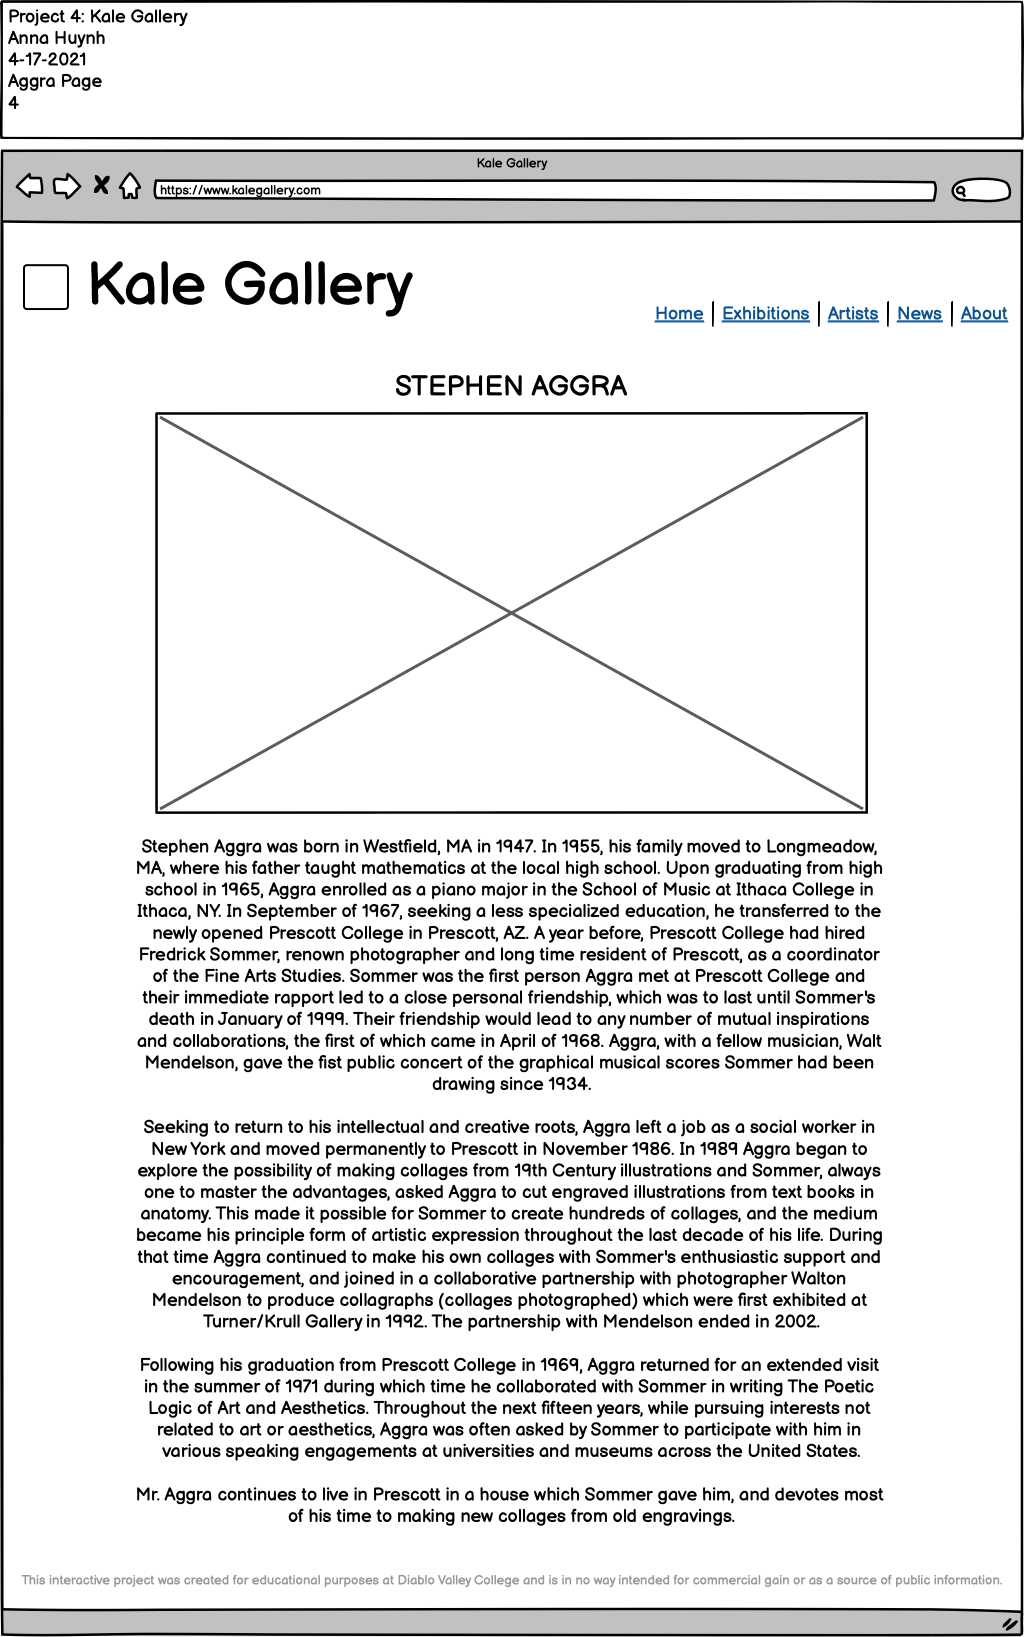 Project 4: Kale Gallery
Anna Huynh
4-17-2021
Aggra Page
4
Kale Gallery
https://www.kalegallery.com
Kale Gallery
Home | Exhibitions | Artists | News | About
STEPHEN AGGRA
Stephen Aggra was born in Westfield, MA in 1947. In 1955, his family moved to Longmeadow,
MA, where his father taught mathematics at the local high school. Upon graduating from high
school in 1965, Aggra enrolled as a piano major in the School of Music at Ithaca College in
Ithaca, NY. In September of 1967, seeking a less specialized education, he transferred to the
newly opened Prescott College in Prescott, AZ. A year before, Prescott College had hired
Fredrick Sommer, renown photographer and long time resident of Prescott, as a coordinator
of the Fine Arts Studies. Sommer was the first person Aggra met at Prescott College and
their immediate rapport led to a close personal friendship, which was to last until Sommer's
death in January of 1999. Their friendship would lead to any number of mutual inspirations
and collaborations, the first of which came in April of 1968. Aggra, with a fellow musician, Walt
Mendelson, gave the fist public concert of the graphical musical scores Sommer had been
drawing since 1934.
Seeking to return to his intellectual and creative roots, Aggra left a job as a social worker in
New York and moved permanently to Prescott in November 1986. In 1989 Aggra began to
explore the possibility of making collages from 19th Century illustrations and Sommer, always
one to master the advantages, asked Aggra to cut engraved illustrations from text books in
anatomy. This made it possible for Sommer to create hundreds of collages, and the medium
became his principle form of artistic expression throughout the last decade of his life. During
that time Aggra continued to make his own collages with Sommer's enthusiastic support and
encouragement, and joined in a collaborative partnership with photographer Walton
Mendelson to produce collagraphs (collages photographed) which were first exhibited at
Turner/Krull Gallery in 1992. The partnership with Mendelson ended in 2002.
Following his graduation from Prescott College in 1969, Aggra returned for an extended visit
in the summer of 1971 during which time he collaborated with Sommer in writing The Poetic
Logic of Art and Aesthetics. Throughout the next fifteen years, while pursuing interests not
related to art or aesthetics, Aggra was often asked by Sommer to participate with him in
various speaking engagements at universities and museums across the United States.
Mr. Aggra continues to live in Prescott in a house which Sommer gave him, and devotes most
of his time to making new collages from old engravings.
This interactive project was created for educational purposes at Diablo Valley College and is in no way intended for commercial gain or as a source of public information.